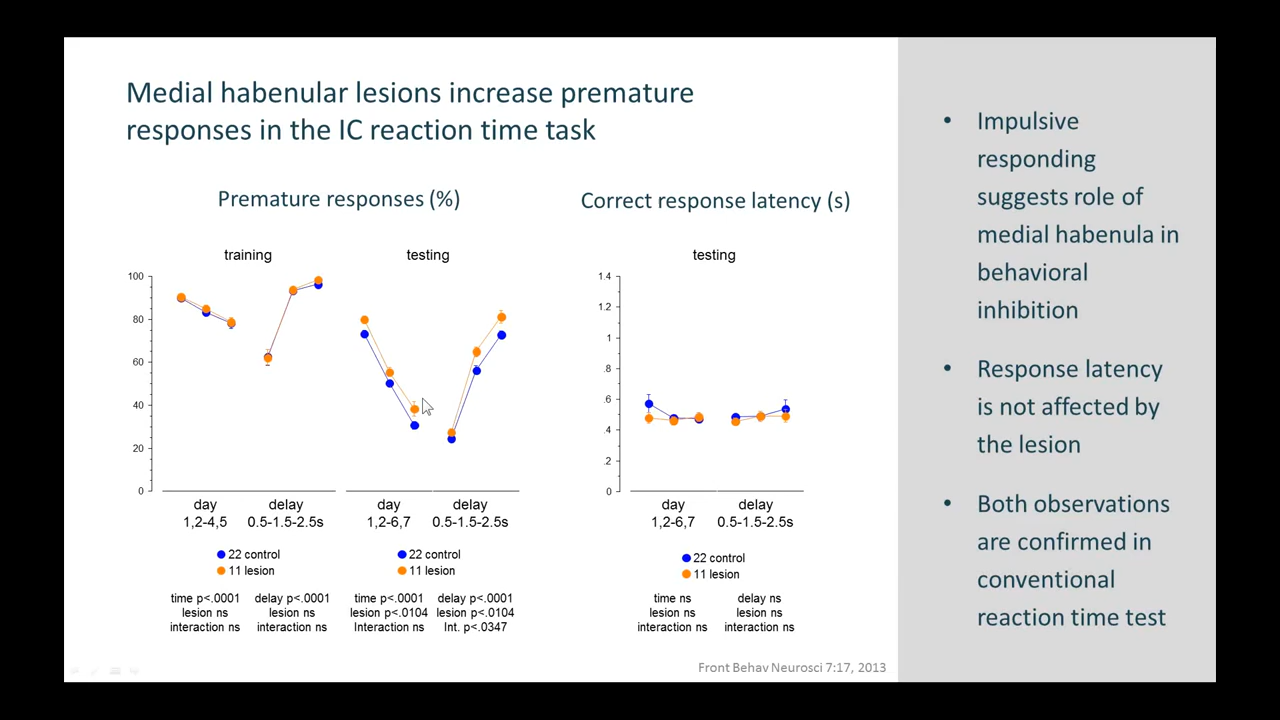 Medial habenular lesions increase premature
responses in the IC reaction time task
Premature responses (%)
Correct response latency (s)
training
testing
testing
100
80
60
40
20
0
1.4
1.2
1
.8
.6
.4
.2
0
day
1,2-4,5
delay
0.5-1.5-2.5s
day
1,2-6,7
delay
0.5-1.5-2.5s
day
1,2-6,7
delay
0.5-1.5-2.5s
22 control
11 lesion
22 control
11 lesion
22 control
11 lesion
time p<.0001
lesion ns
interaction ns
delay p<.0001
lesion ns
interaction ns
time p<.0001
lesion p<.0104
Interaction ns
delay p<.0001
lesion p<.0104
Int. p<.0347
time ns
lesion ns
interaction ns
delay ns
lesion ns
interaction ns
Front Behav Neurosci 7:17, 2013
• Impulsive
responding
suggests role of
medial habenula in
behavioral
inhibition
• Response latency
is not affected by
the lesion
• Both observations
are confirmed in
conventional
reaction time test